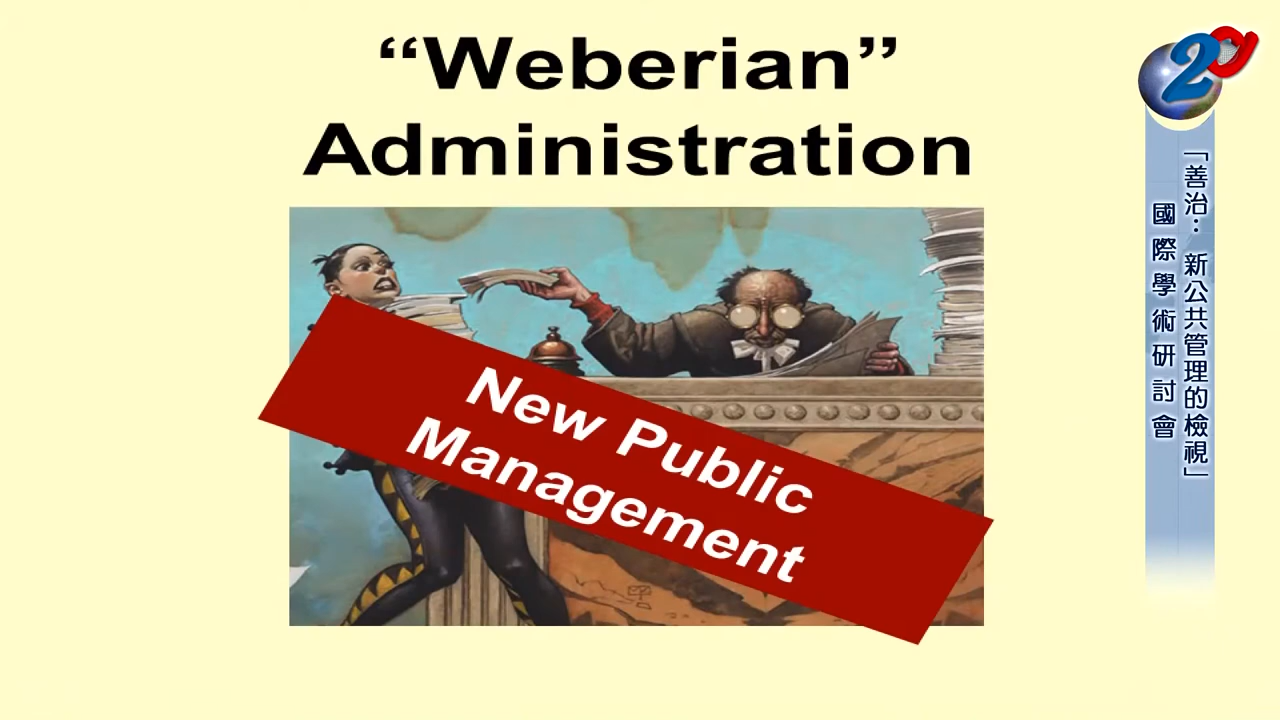 “Weberian”
Administration
New Public
Management
「善治：新公共管理的檢視」
國際學術研討會